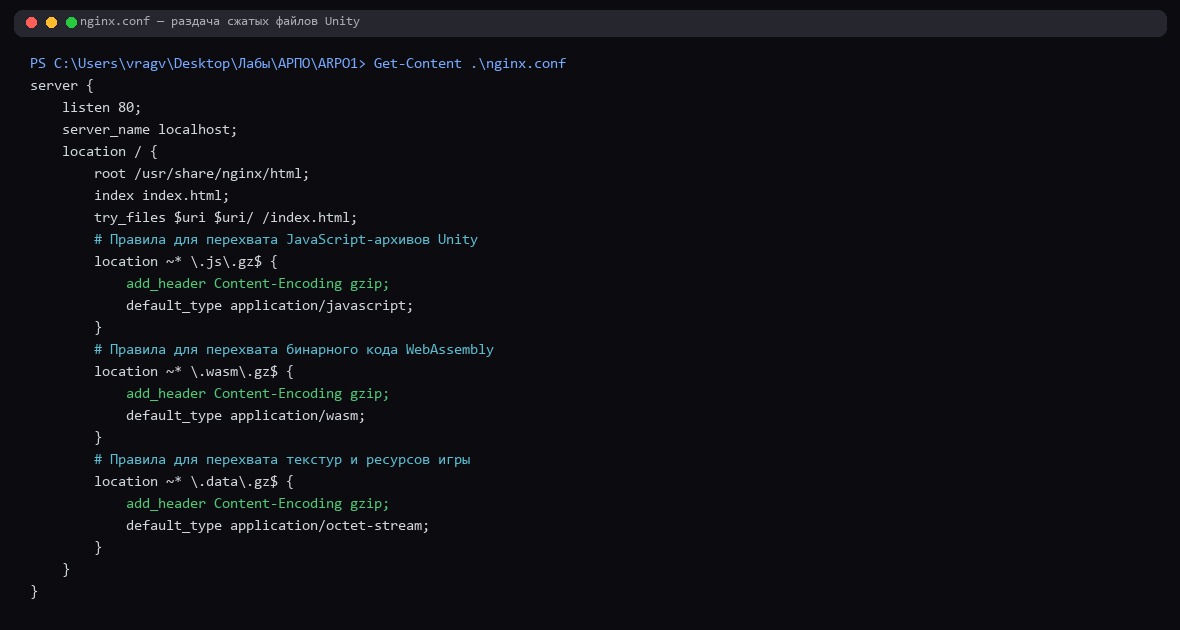 nginx.conf — раздача сжатых файлов Unity
PS C:\Users\vragv\Desktop\Лабы\АРПО\ARPO1> Get-Content .\nginx.conf
server {
    listen 80;
    server_name localhost;
    location / {
        root /usr/share/nginx/html;
        index index.html;
        try_files $uri $uri/ /index.html;
        # Правила для перехвата JavaScript-архивов Unity
        location ~* \.js\.gz$ {
            add_header Content-Encoding gzip;
            default_type application/javascript;
        }
        # Правила для перехвата бинарного кода WebAssembly
        location ~* \.wasm\.gz$ {
            add_header Content-Encoding gzip;
            default_type application/wasm;
        }
        # Правила для перехвата текстур и ресурсов игры
        location ~* \.data\.gz$ {
            add_header Content-Encoding gzip;
            default_type application/octet-stream;
        }
    }
}